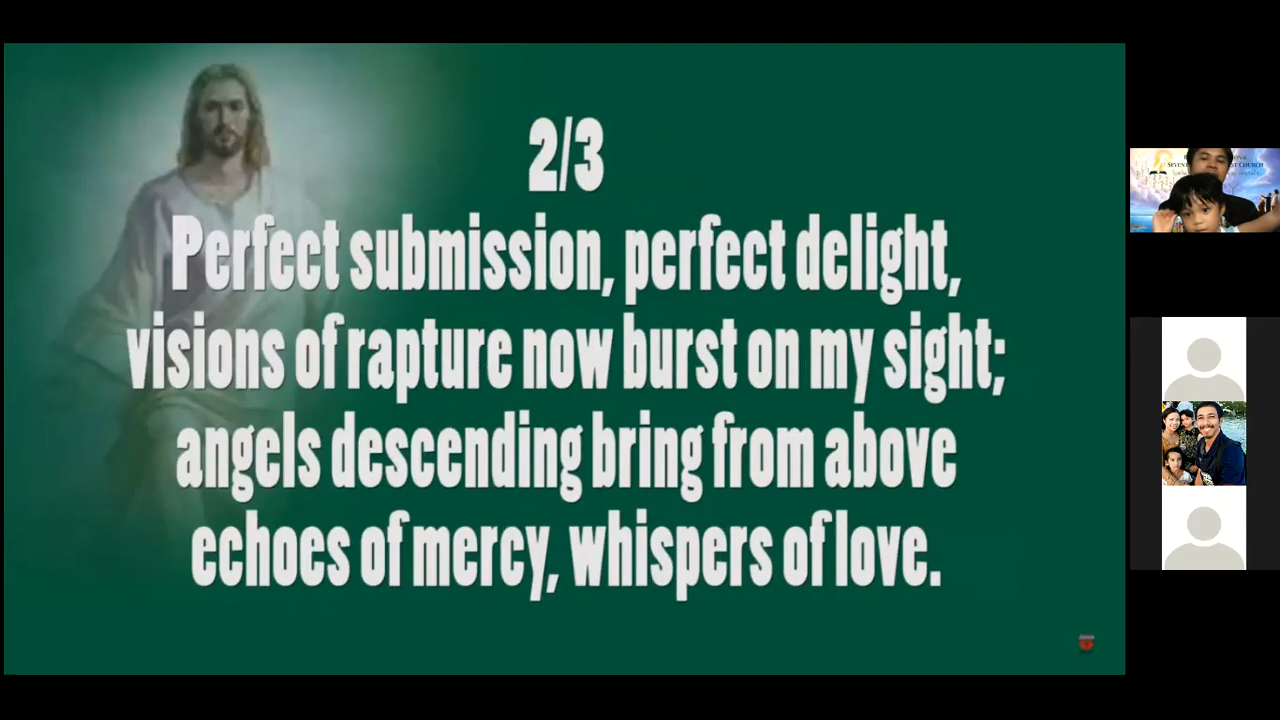 2/3
Perfect submission, perfect delight,
visions of rapture now burst on my sight;
angels descending bring from above
echoes of mercy, whispers of love.